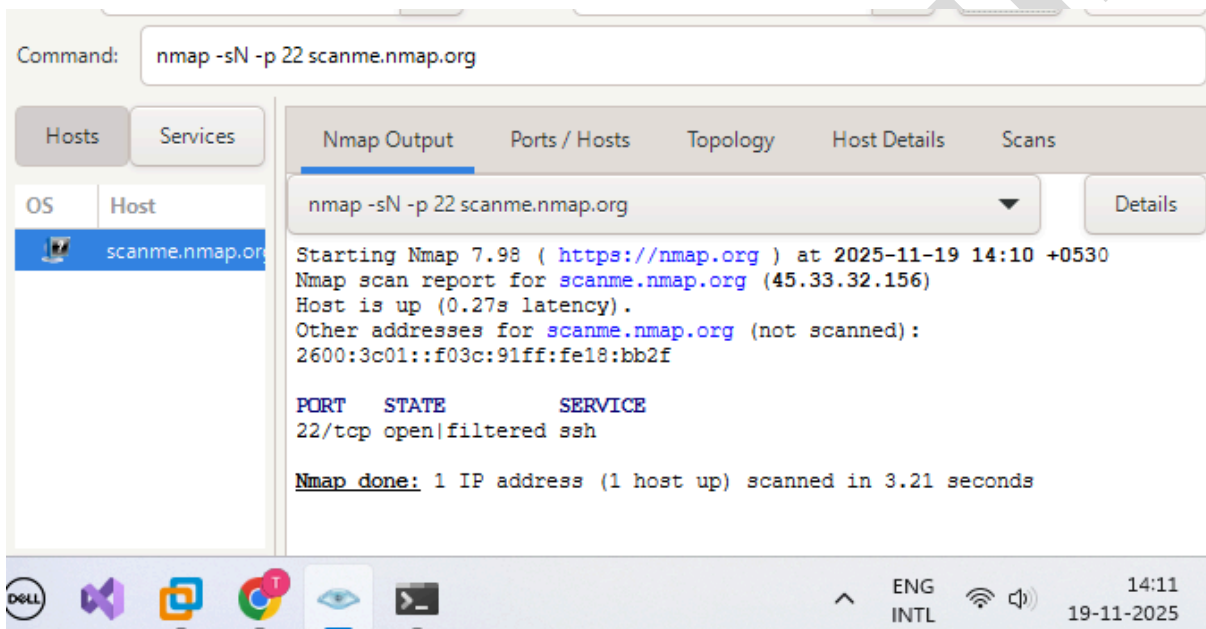 Command: nmap -sN -p 22 scanme.nmap.org
Hosts Services Nmap Output Ports / Hosts Topology Host Details Scans
OS Host nmap -sN -p 22 scanme.nmap.org Details
scanme.nmap.org
Starting Nmap 7.98 ( https://nmap.org ) at 2025-11-19 14:10 +0530
Nmap scan report for scanme.nmap.org (45.33.32.156)
Host is up (0.27s latency).
Other addresses for scanme.nmap.org (not scanned):
2600:3c01::f03c:91ff:fe18:bb2f
PORT STATE SERVICE
22/tcp open|filtered ssh
Nmap done: 1 IP address (1 host up) scanned in 3.21 seconds
DELL T ENG 14:11
INTL 19-11-2025